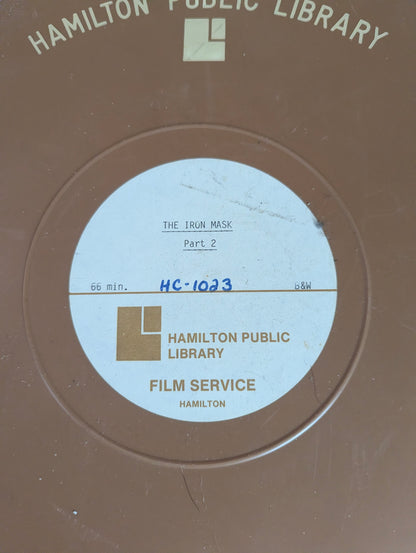 HAMILTON PUBLIC LIBRARY
THE IRON MASK
Part 2
66 min. HC-1023 B&W
HAMILTON PUBLIC
LIBRARY
FILM SERVICE
HAMILTON